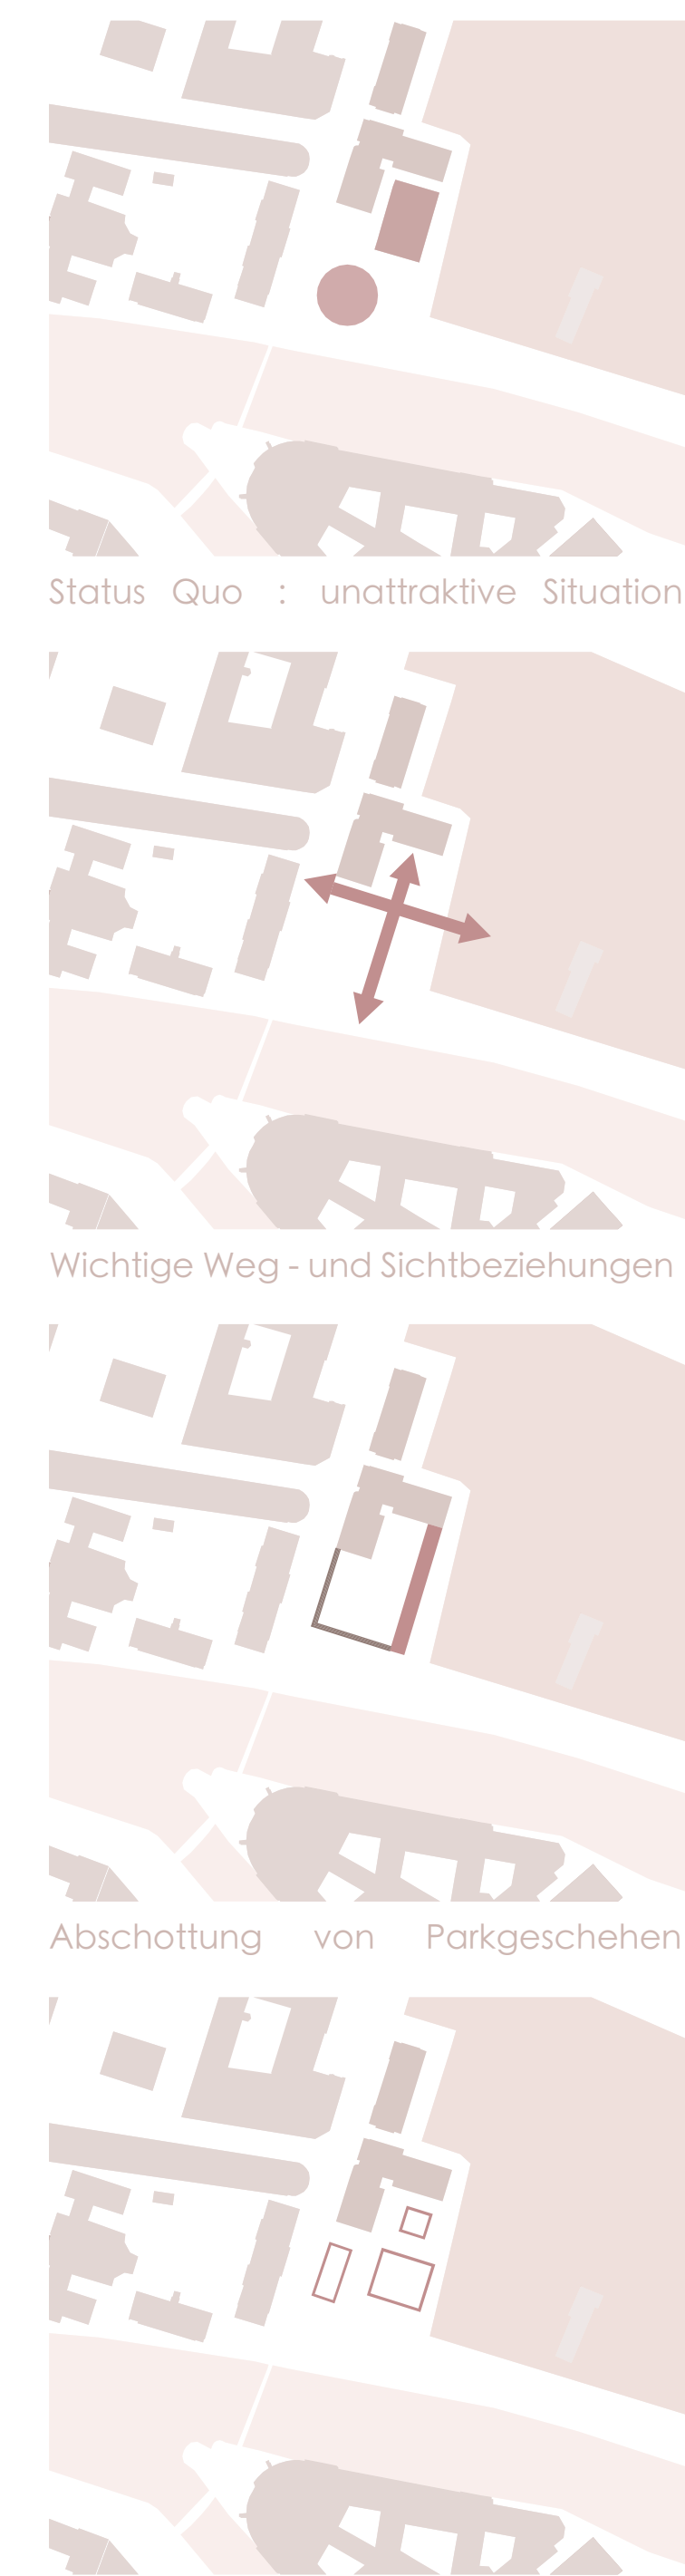 Status Quo : unattraktive Situation
Wichtige Weg - und Sichtbeziehungen
Abschottung von Parkgeschehen